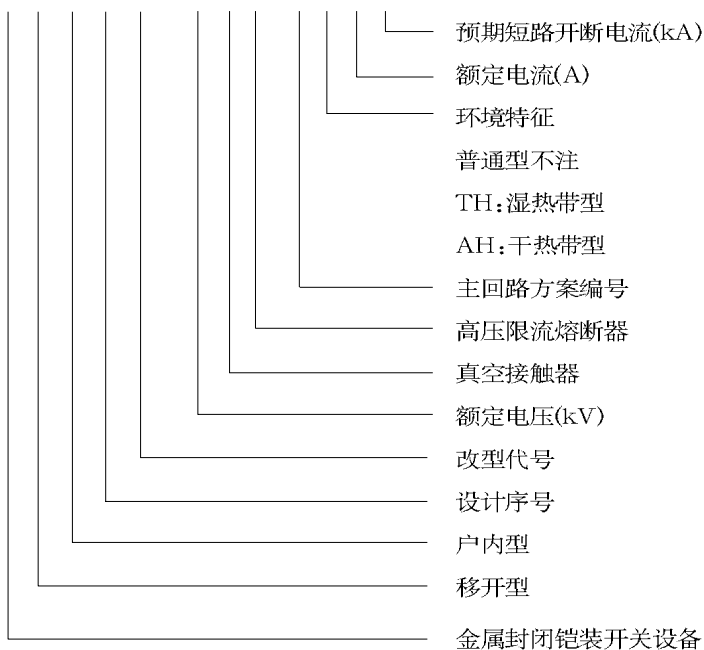 预期短路开断电流(kA)
额定电流(A)
环境特征
普通型不注
TH:湿热带型
AH:干热带型
主回路方案编号
高压限流熔断器
真空接触器
额定电压(kV)
改型代号
设计序号
户内型
移开型
金属封闭铠装开关设备